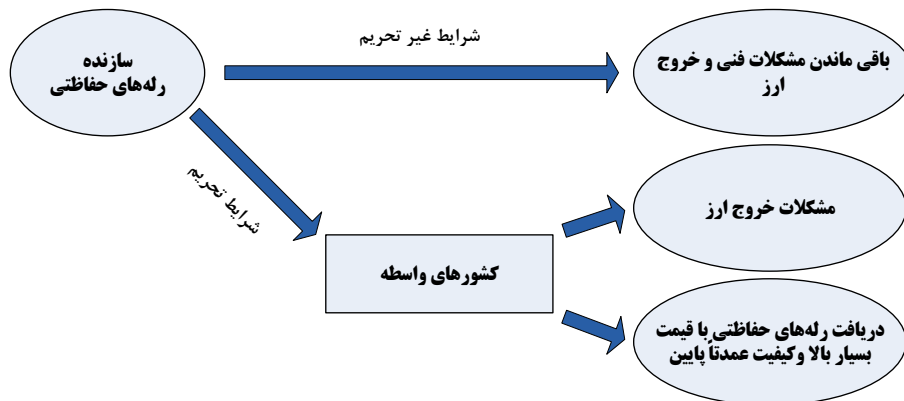 شرایط غیر تحریم
سازنده
رله‌های حفاظتی
باقی ماندن مشکلات فنی و خروج
ارز
شرایط تحریم
مشکلات خروج ارز
کشورهای واسطه
دریافت رله‌های حفاظتی با قیمت
بسیار بالا وکیفیت عمدتاً پایین